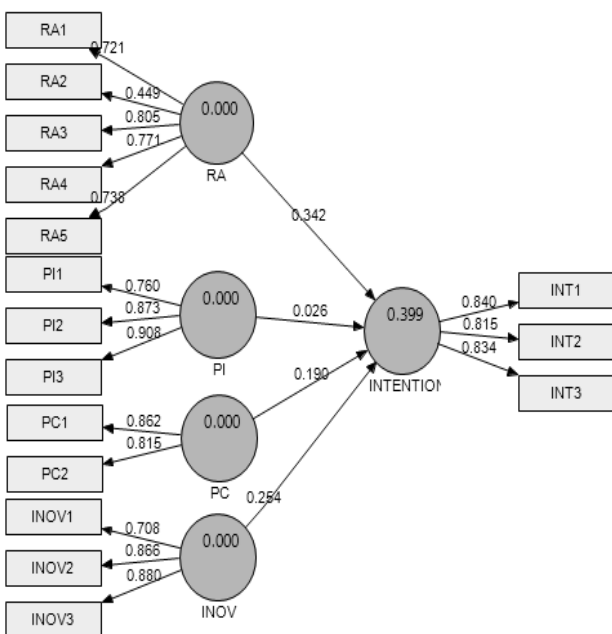 RA1
0.721
RA2
0.449
0.000
RA3
0.805
0.771
RA4
RA
0.738
0.342
RA5
PI1
0.760
0.000
INT1
0.840
PI2
0.873
0.026
0.399
0.815
INT2
0.908
0.834
PI3
PI
INTENTION
INT3
0.190
PC1
0.862
0.000
0.815
PC2
PC
0.254
INOV1
0.708
0.000
INOV2
0.866
0.880
INOV3
INOV